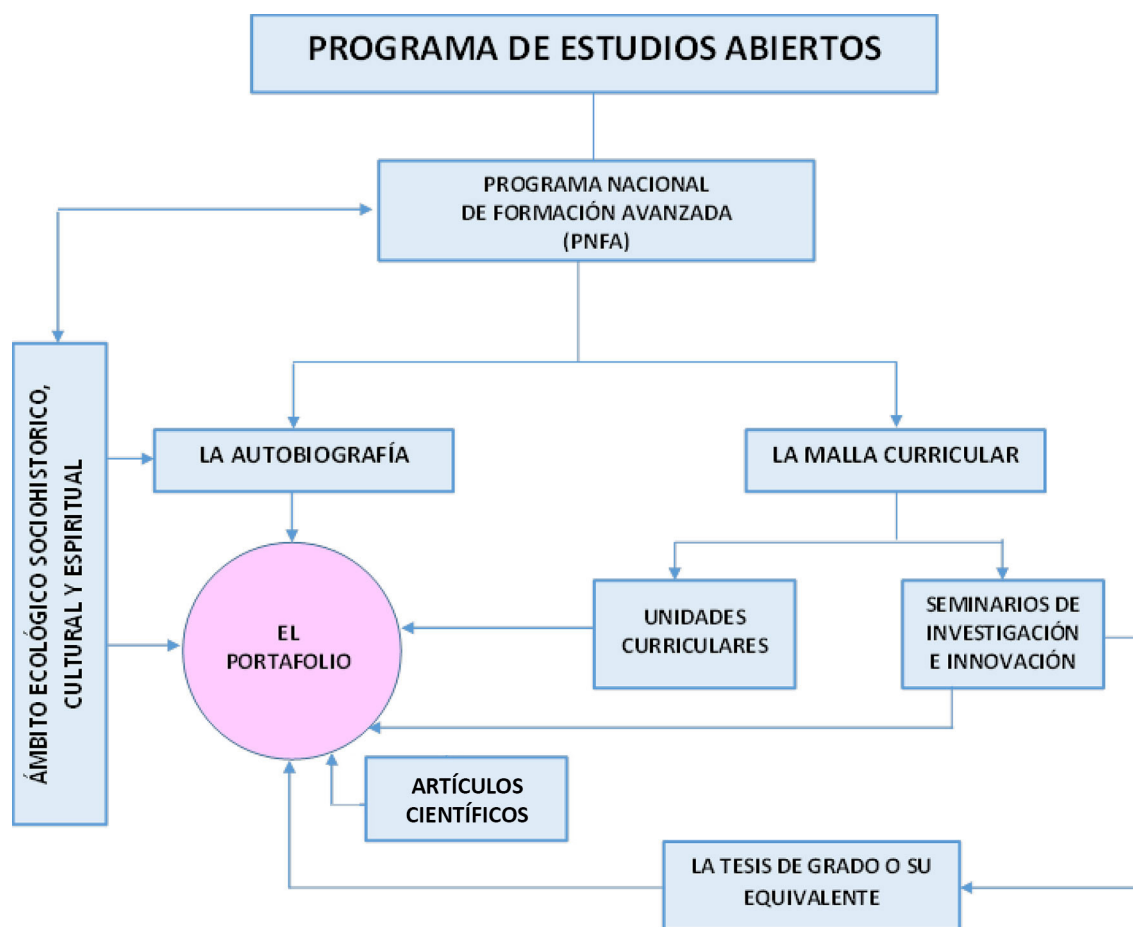 PROGRAMA DE ESTUDIOS ABIERTOS
PROGRAMA NACIONAL
DE FORMACIÓN AVANZADA
(PNFA)
ÁMBITO ECOLÓGICO SOCIOHISTORICO,
CULTURAL Y ESPIRITUAL
LA AUTOBIOGRAFÍA
LA MALLA CURRICULAR
EL
PORTAFOLIO
UNIDADES
CURRICULARES
SEMINARIOS DE
INVESTIGACIÓN
E INNOVACIÓN
ARTÍCULOS
CIENTÍFICOS
LA TESIS DE GRADO O SU
EQUIVALENTE